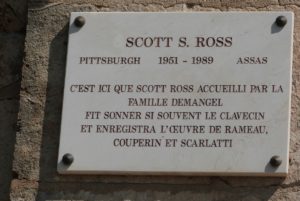 SCOTT S. ROSS
PITTSBURGH 1951 - 1989 ASSAS
C'EST ICI QUE SCOTT ROSS ACCUEILLI PAR LA
FAMILLE DEMANGEL
FIT SONNER SI SOUVENT LE CLAVECIN
ET ENREGISTRA L'ŒUVRE DE RAMEAU,
COUPERIN ET SCARLATTI